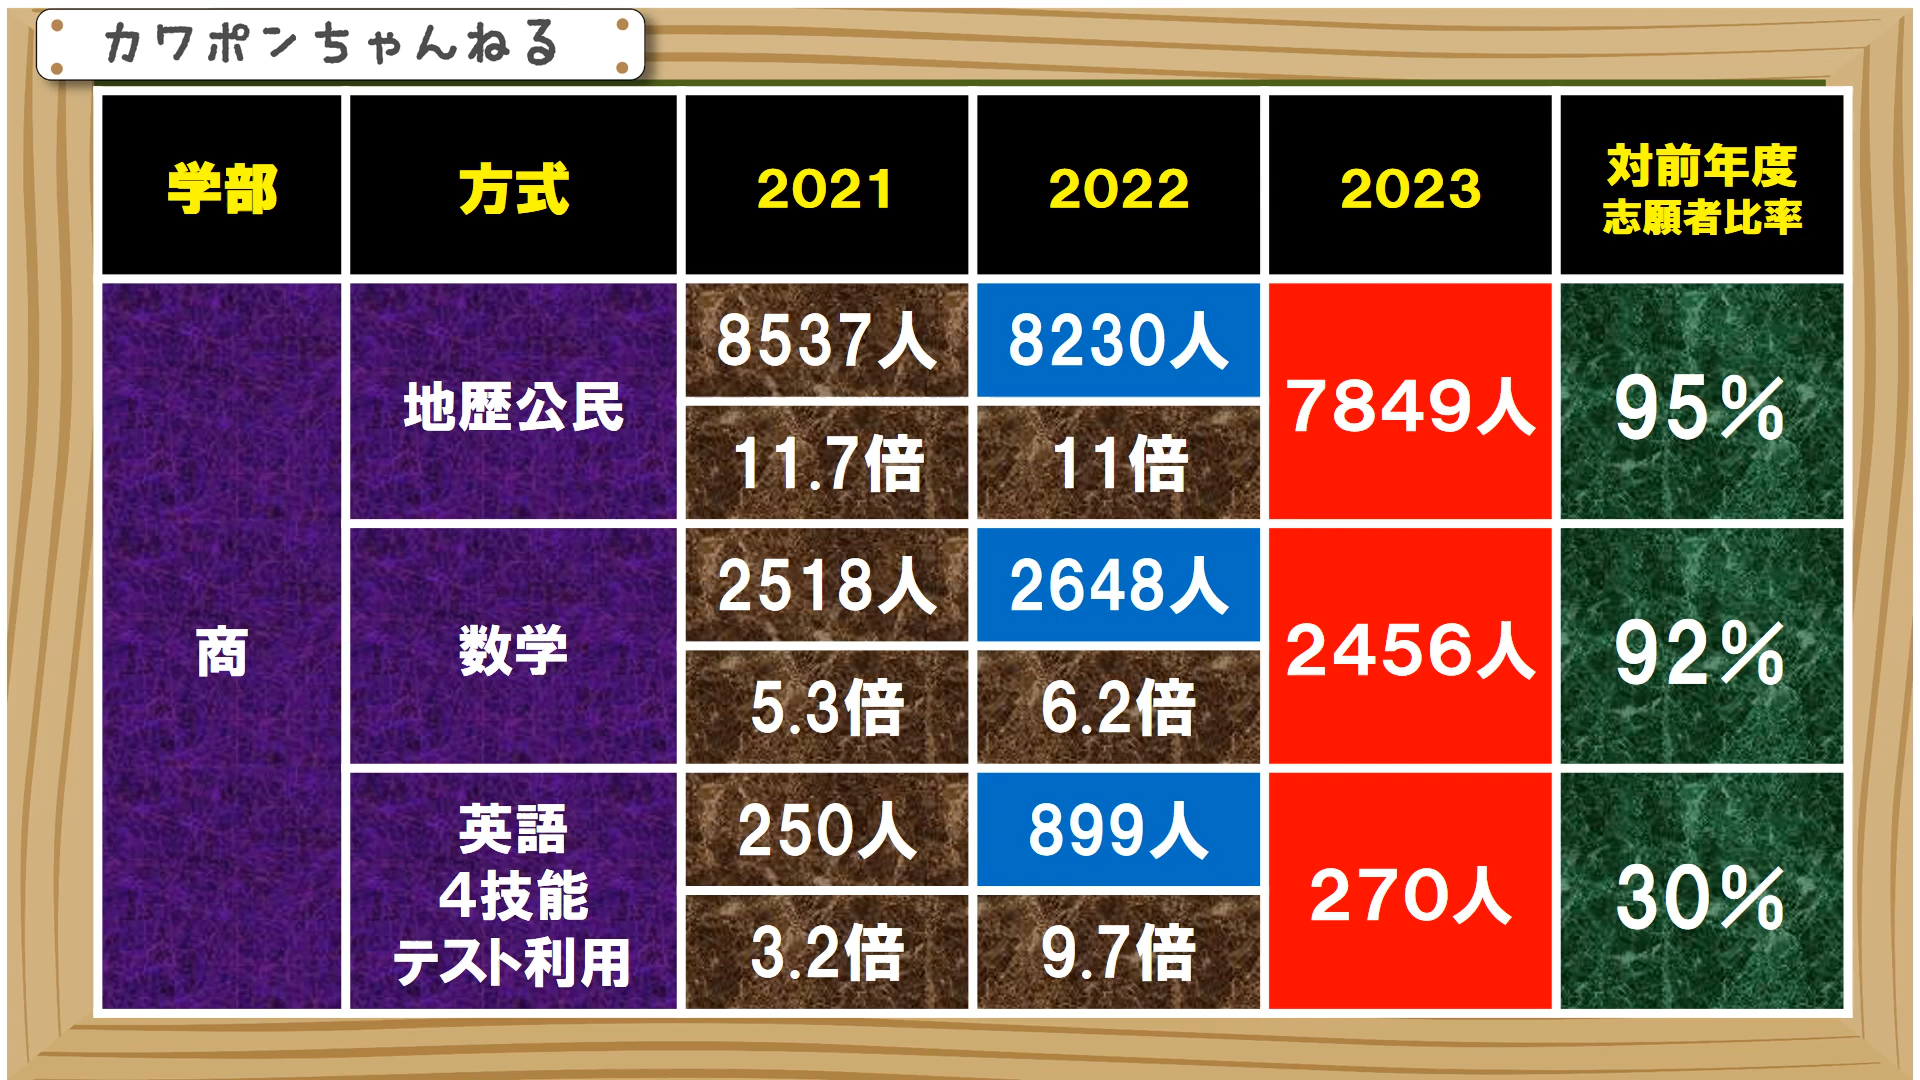 カワポンちゃんねる
学部
方式
2021
2022
2023
対前年度
志願者比率
商
地歴公民
8537人
8230人
7849人
95%
11.7倍
11倍
数学
2518人
2648人
2456人
92%
5.3倍
6.2倍
英語
4技能
テスト利用
250人
899人
270人
30%
3.2倍
9.7倍